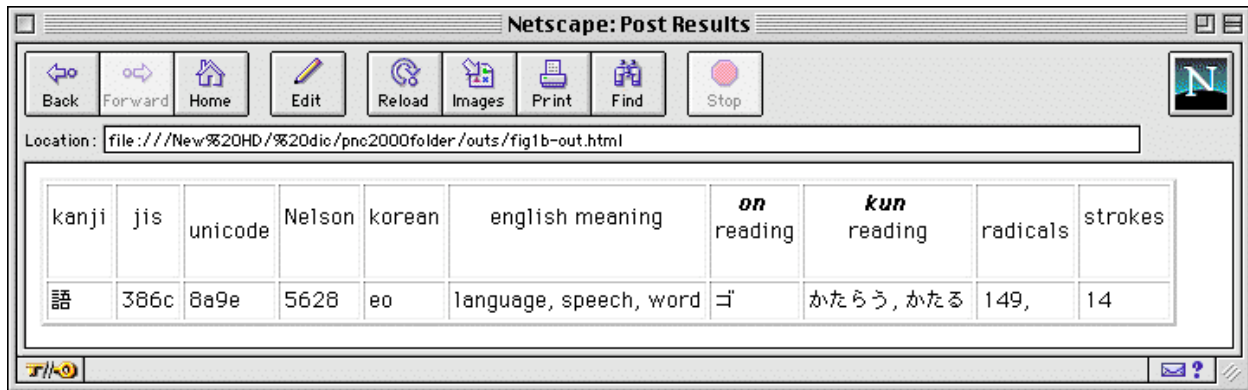 Netscape: Post Results
Back Forward Home Edit Reload Images Print Find Stop N
Location: file:///New%20HD/%20dic/pnc2000folder/outs/fig1b-out.html
kanji jis unicode Nelson korean english meaning on reading kun reading radicals strokes
語 386c 8a9e 5628 eo language, speech, word ゴ かたらう, かたる 149, 14
?